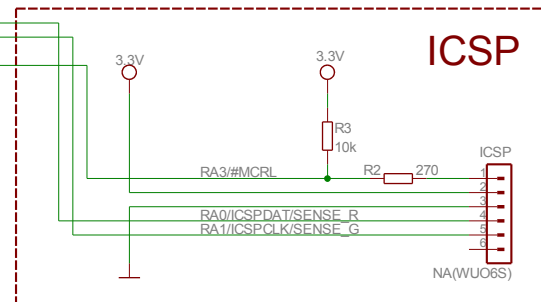 ICSP
3.3V
3.3V
R3
10k
ICSP
RA3/#MCRL
R2
270
1
2
3
RA0/ICSPDAT/SENSE_R
4
RA1/ICSPCLK/SENSE_G
5
6
NA(WUO6S)